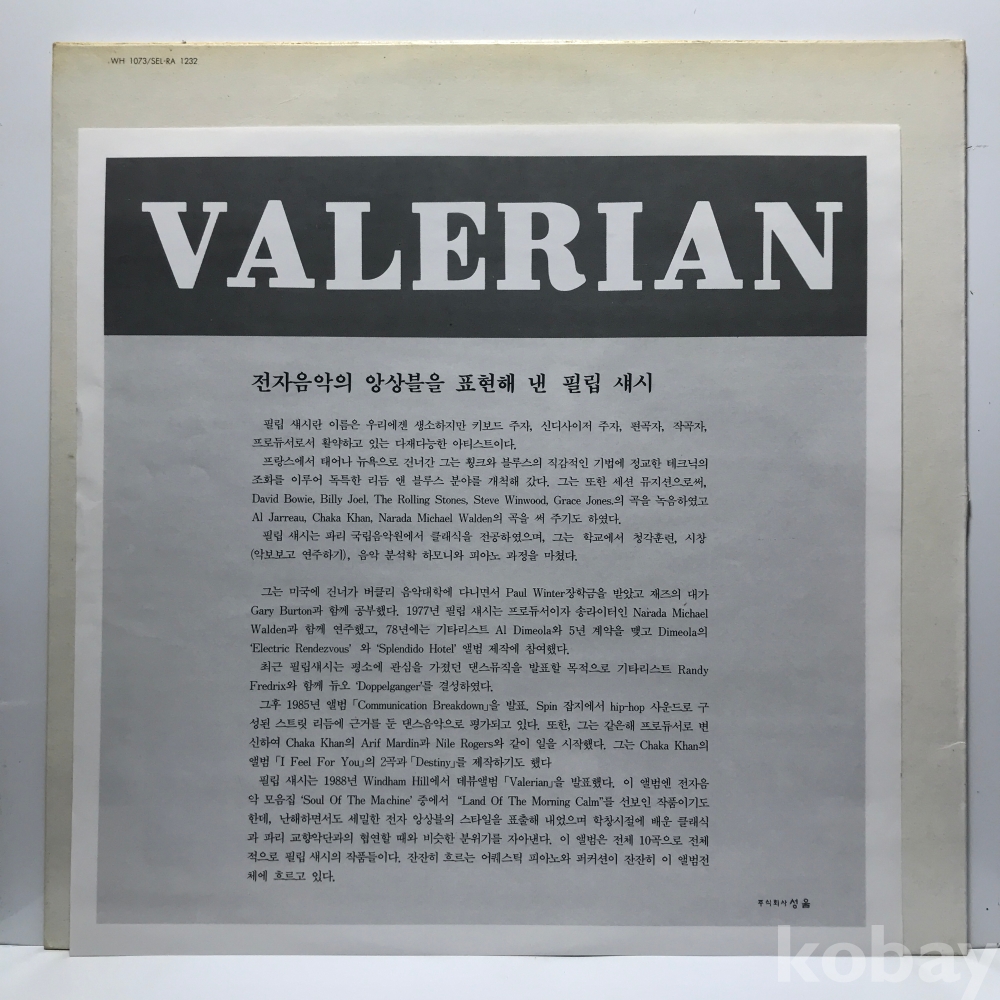 WH 1073/SEL-RA 1232
VALERIAN
전자음악의 앙상블을 표현해 낸 필립 섀시
필립 섀시란 이름은 우리에겐 생소하지만 키보드 주자, 신디사이저 주자, 편곡자, 작곡자,
프로듀서로서 활약하고 있는 다재다능한 아티스트이다.
프랑스에서 태어나 뉴욕으로 건너간 그는 훵크와 블루스의 직감적인 기법에 정교한 테크닉의
조화를 이루어 독특한 리듬 앤 블루스 분야를 개척해 갔다. 그는 또한 세션 뮤지션으로써,
David Bowie, Billy Joel, The Rolling Stones, Steve Winwood, Grace Jones.의 곡을 녹음하였고
Al Jarreau, Chaka Khan, Narada Michael Walden의 곡을 써 주기도 하였다.
필립 섀시는 파리 국립음악원에서 클래식을 전공하였으며, 그는 학교에서 청각훈련, 시창
(악보보고 연주하기), 음악 분석학 하모니와 피아노 과정을 마쳤다.
그는 미국에 건너가 버클리 음악대학에 다니면서 Paul Winter장학금을 받았고 재즈의 대가
Gary Burton과 함께 공부했다. 1977년 필립 섀시는 프로듀서이자 송라이터인 Narada Michael
Walden과 함께 연주했고, 78년에는 기타리스트 Al Dimeola와 5년 계약을 맺고 Dimeola의
‘Electric Rendezvous’ 와 ‘Splendido Hotel’ 앨범 제작에 참여했다.
최근 필립섀시는 평소에 관심을 가졌던 댄스뮤직을 발표할 목적으로 기타리스트 Randy
Fredrix와 함께 듀오 ‘Doppelganger’를 결성하였다.
그후 1985년 앨범 「Communication Breakdown」을 발표, Spin 잡지에서 hip-hop 사운드로 구
성된 스트릿 리듬에 근거를 둔 댄스음악으로 평가되고 있다. 또한, 그는 같은해 프로듀서로 변
신하여 Chaka Khan의 Arif Mardin과 Nile Rogers와 같이 일을 시작했다. 그는 Chaka Khan의
앨범 「I Feel For You」의 2곡과 「Destiny」를 제작하기도 했다
필립 섀시는 1988년 Windham Hill에서 데뷰앨범 「Valerian」을 발표했다. 이 앨범엔 전자음
악 모음집 ‘Soul Of The Machine’ 중에서 “Land Of The Morning Calm”를 선보인 작품이기도
한데, 난해하면서도 세밀한 전자 앙상블의 스타일을 표출해 내었으며 학창시절에 배운 클래식
과 파리 교향악단과의 협연할 때와 비슷한 분위기를 자아낸다. 이 앨범은 전체 10곡으로 전체
적으로 필립 섀시의 작품들이다. 잔잔히 흐르는 어쿼스틱 피아노와 퍼커션이 잔잔히 이 앨범전
체에 흐르고 있다.
주식회사 성음
kobay